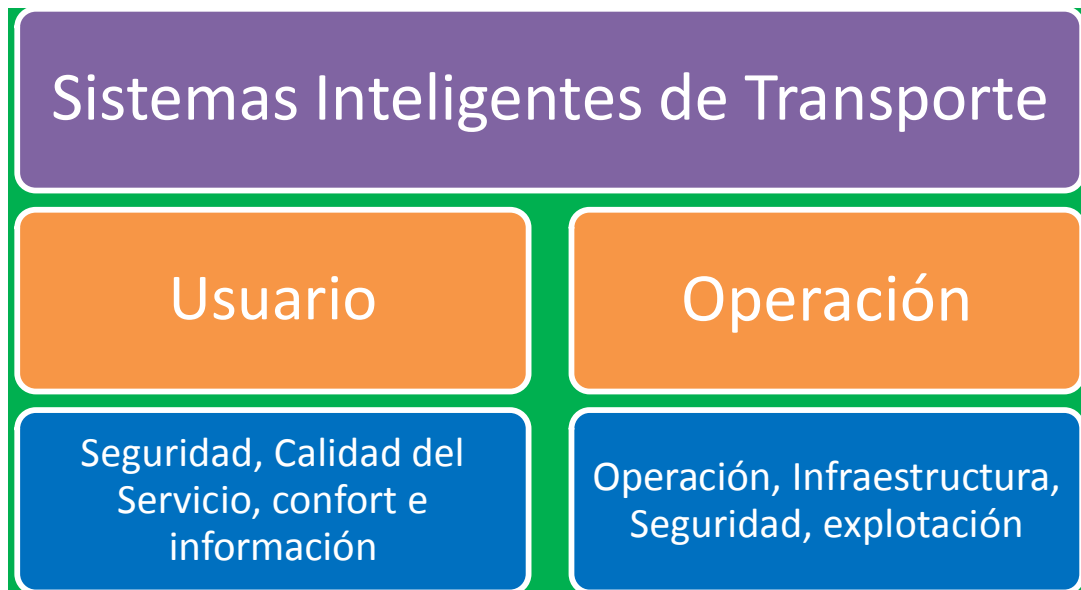 Sistemas Inteligentes de Transporte
Usuario
Operación
Seguridad, Calidad del
Servicio, confort e
información
Operación, Infraestructura,
Seguridad, explotación